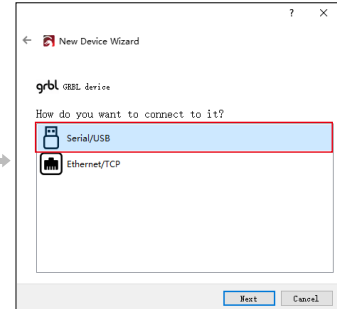 ? ×
← New Device Wizard
grbl GRBL device
How do you want to connect to it?
Serial/USB
Ethernet/TCP
Next Cancel